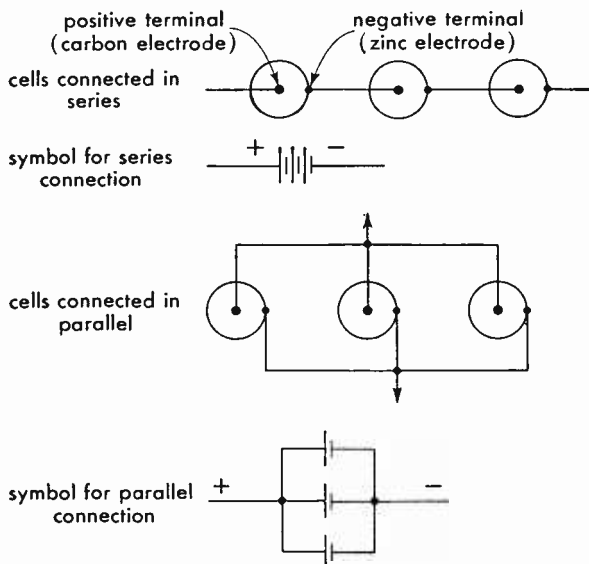 positive terminal
(carbon electrode)
negative terminal
(zinc electrode)
cells connected in
series
symbol for series
connection
+ −
cells connected in
parallel
symbol for parallel
connection
+ −